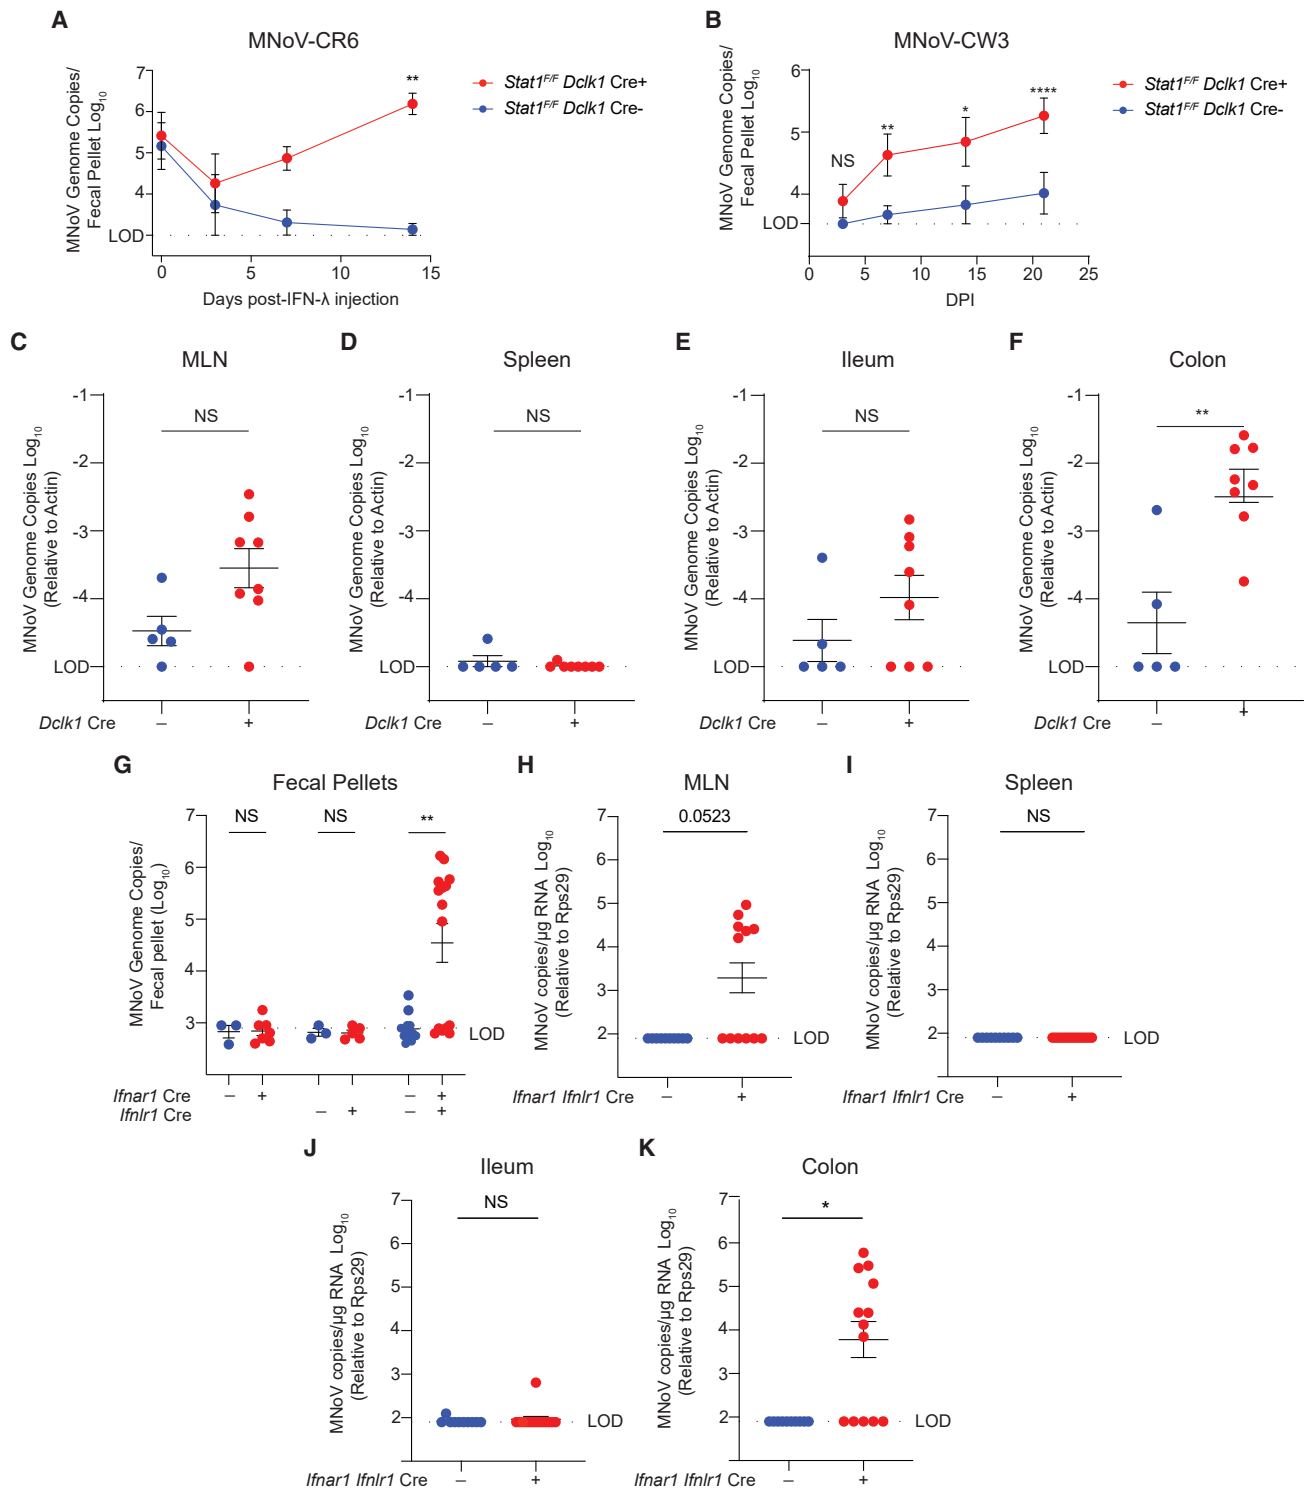 A
MNoV-CR6
MNoV Genome Copies/
Fecal Pellet Log10
7
6
5
4
LOD
0
5
10
15
Days post-IFN-λ injection
**
Stat1F/F Dclk1 Cre+
Stat1F/F Dclk1 Cre-
B
MNoV-CW3
MNoV Genome Copies/
Fecal Pellet Log10
6
5
4
LOD
0
5
10
15
20
25
DPI
NS
**
*
****
Stat1F/F Dclk1 Cre+
Stat1F/F Dclk1 Cre-
C
MLN
MNoV Genome Copies Log10
(Relative to Actin)
-1
-2
-3
-4
LOD
NS
Dclk1 Cre
–
+
D
Spleen
MNoV Genome Copies Log10
(Relative to Actin)
-1
-2
-3
-4
LOD
NS
Dclk1 Cre
–
+
E
Ileum
MNoV Genome Copies Log10
(Relative to Actin)
-1
-2
-3
-4
LOD
NS
Dclk1 Cre
–
+
F
Colon
MNoV Genome Copies Log10
(Relative to Actin)
-1
-2
-3
-4
LOD
**
Dclk1 Cre
–
+
G
Fecal Pellets
MNoV Genome Copies/
Fecal pellet (Log10)
7
6
5
4
3
NS
NS
**
LOD
Ifnar1 Cre – + – +
Ifnlr1 Cre – + – +
H
MLN
MNoV copies/µg RNA Log10
(Relative to Rps29)
7
6
5
4
3
2
0.0523
LOD
Ifnar1 Ifnlr1 Cre – +
I
Spleen
MNoV copies/µg RNA Log10
(Relative to Rps29)
7
6
5
4
3
2
NS
LOD
Ifnar1 Ifnlr1 Cre – +
J
Ileum
MNoV copies/µg RNA Log10
(Relative to Rps29)
7
6
5
4
3
2
NS
LOD
Ifnar1 Ifnlr1 Cre – +
K
Colon
MNoV copies/µg RNA Log10
(Relative to Rps29)
7
6
5
4
3
2
*
LOD
Ifnar1 Ifnlr1 Cre – +